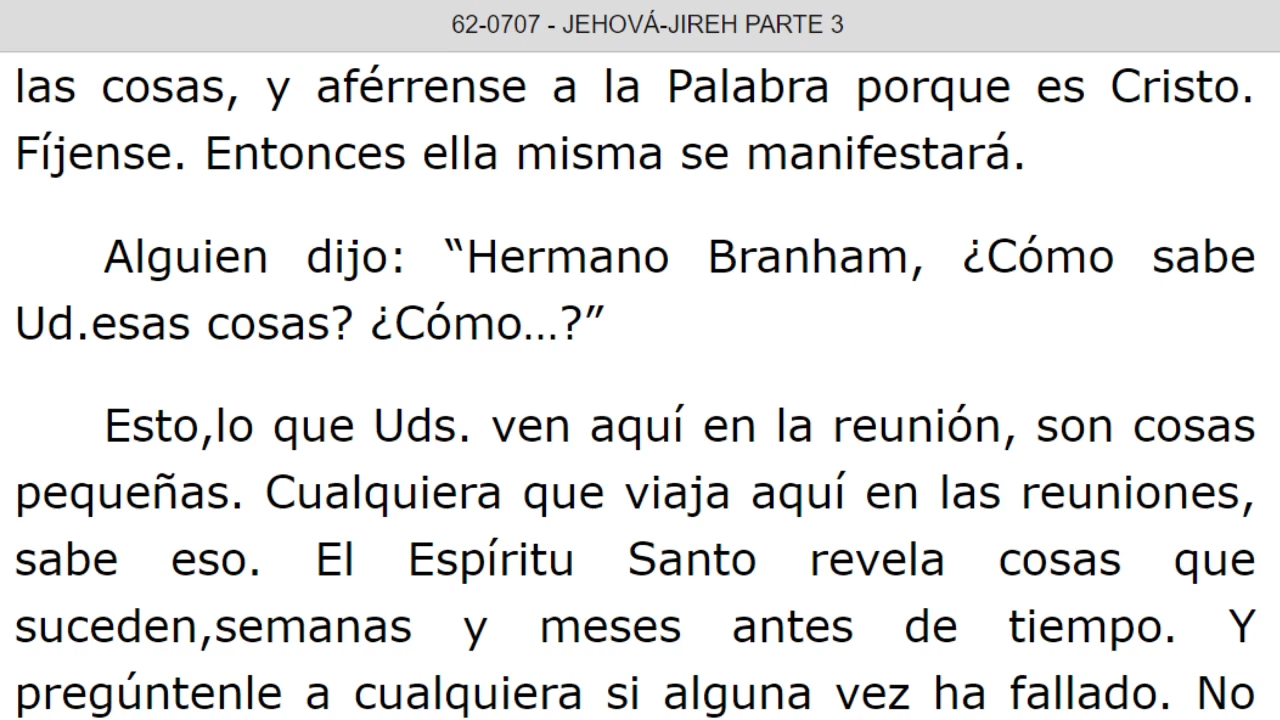 62-0707 - JEHOVÁ-JIREH PARTE 3
las cosas, y aférrense a la Palabra porque es Cristo.
Fíjense. Entonces ella misma se manifestará.
Alguien dijo: “Hermano Branham, ¿Cómo sabe
Ud.esas cosas? ¿Cómo…?”
Esto,lo que Uds. ven aquí en la reunión, son cosas
pequeñas. Cualquiera que viaja aquí en las reuniones,
sabe eso. El Espíritu Santo revela cosas que
suceden,semanas y meses antes de tiempo. Y
pregúntenle a cualquiera si alguna vez ha fallado. No